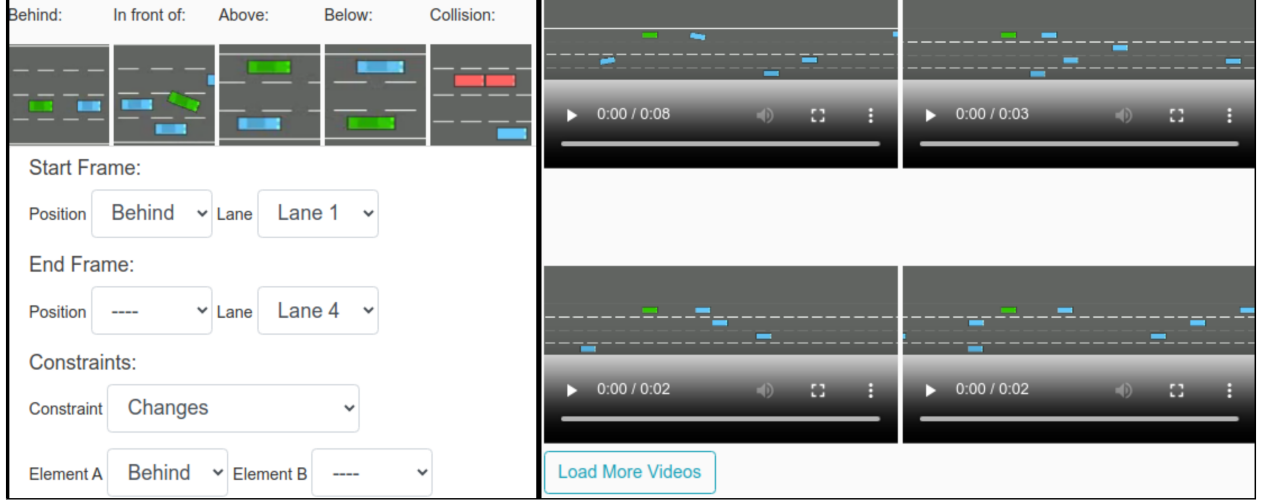 Behind: In front of: Above: Below: Collision:
Start Frame:
Position Behind Lane Lane 1
End Frame:
Position ---- Lane Lane 4
Constraints:
Constraint Changes
Element A Behind Element B ----
0:00 / 0:08
0:00 / 0:03
0:00 / 0:02
0:00 / 0:02
Load More Videos